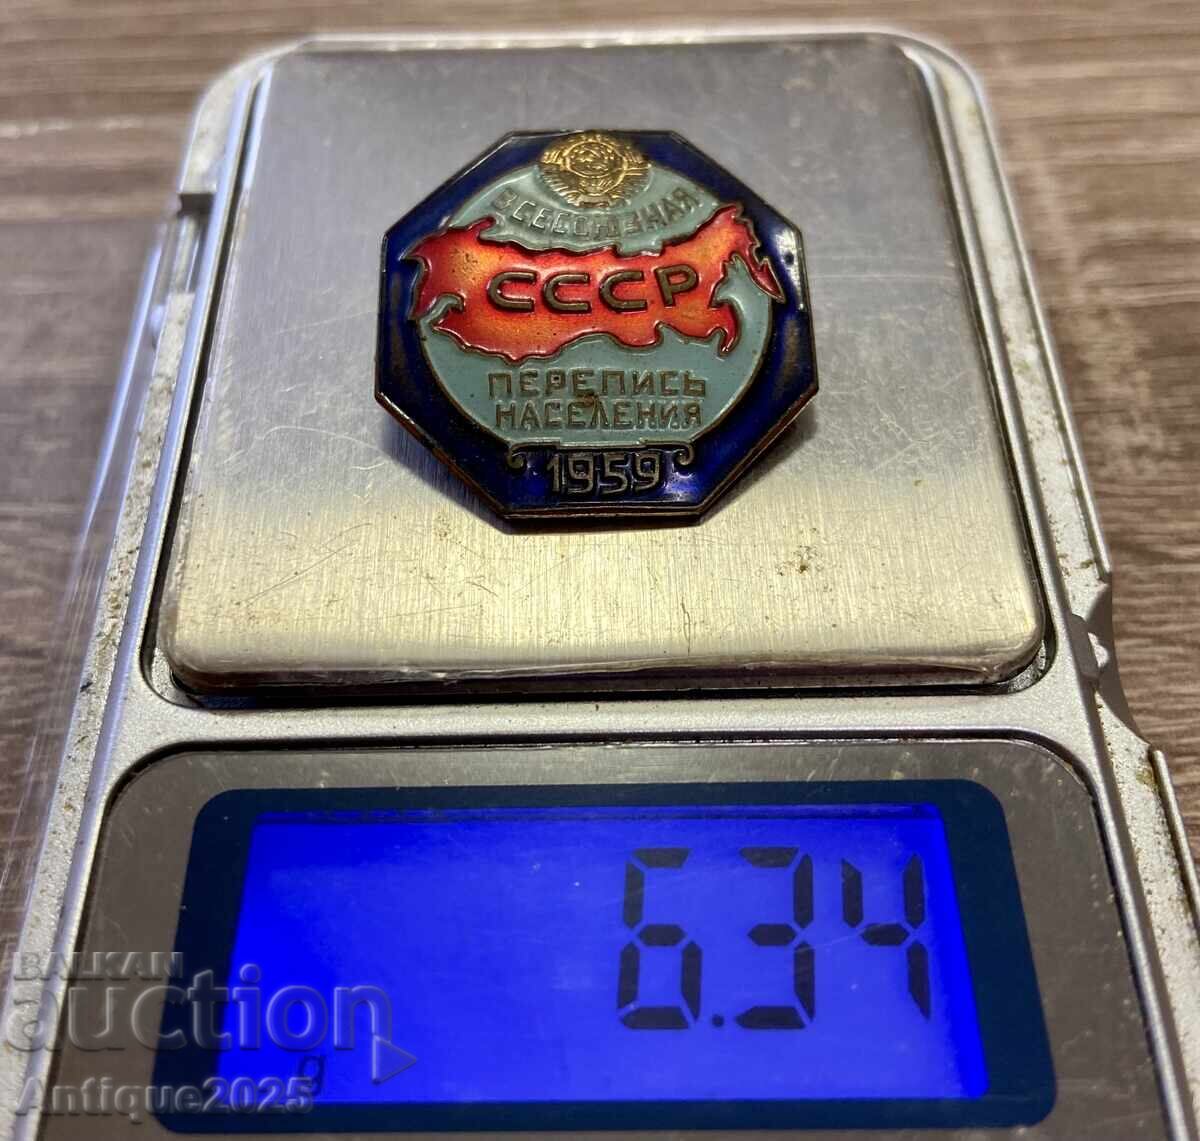 ВСЕСОЮЗНАЯ
СССР
ПЕРЕПИСЬ
НАСЕЛЕНИЯ
1959
6.34
g
BALKAN
auction
Antique2025